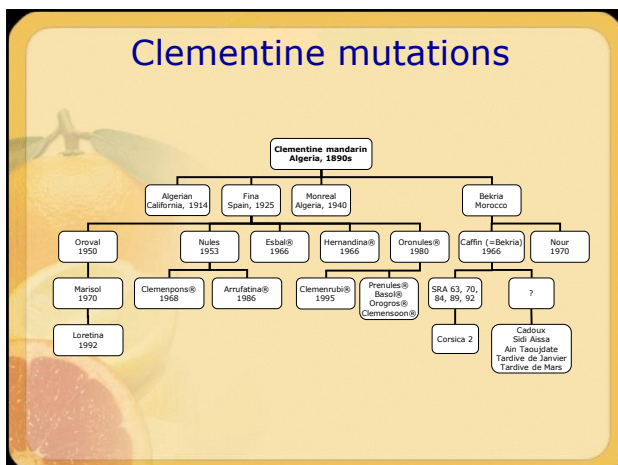 Clementine mutations
Clementine mandarin
Algeria, 1890s
Algerian
California, 1914
Fina
Spain, 1925
Monreal
Algeria, 1940
Bekria
Morocco
Oroval
1950
Nules
1953
Esbal®
1966
Hernandina®
1966
Oronules®
1980
Caffin (=Bekria)
1966
Nour
1970
Marisol
1970
Clemenpons®
1968
Arrufatina®
1986
Clemenrubi®
1995
Prenules®
Basol®
Orogros®
Clemensoon®
SRA 63, 70,
84, 89, 92
?
Loretina
1992
Corsica 2
Cadoux
Sidi Aissa
Ain Taoujdate
Tardive de Janvier
Tardive de Mars